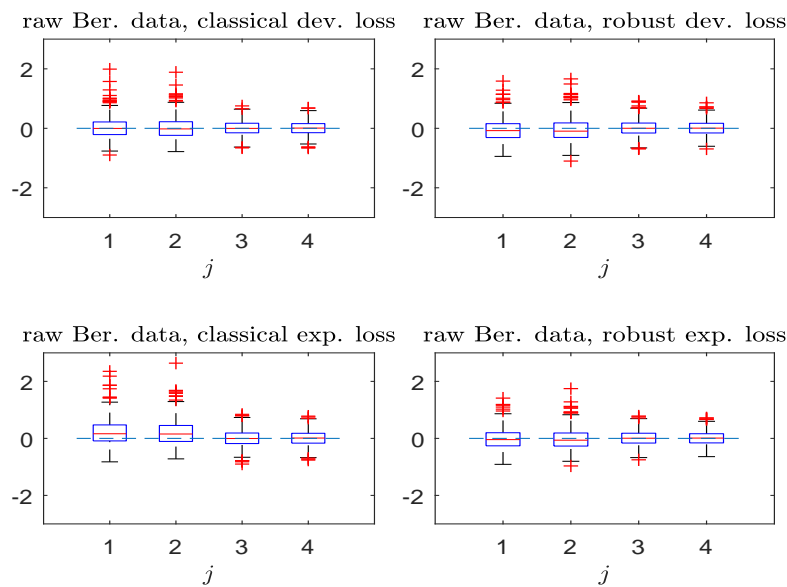 raw Ber. data, classical dev. loss
raw Ber. data, robust dev. loss
2
0
-2
1 2 3 4
j
2
0
-2
1 2 3 4
j
raw Ber. data, classical exp. loss
raw Ber. data, robust exp. loss
2
0
-2
1 2 3 4
j
2
0
-2
1 2 3 4
j